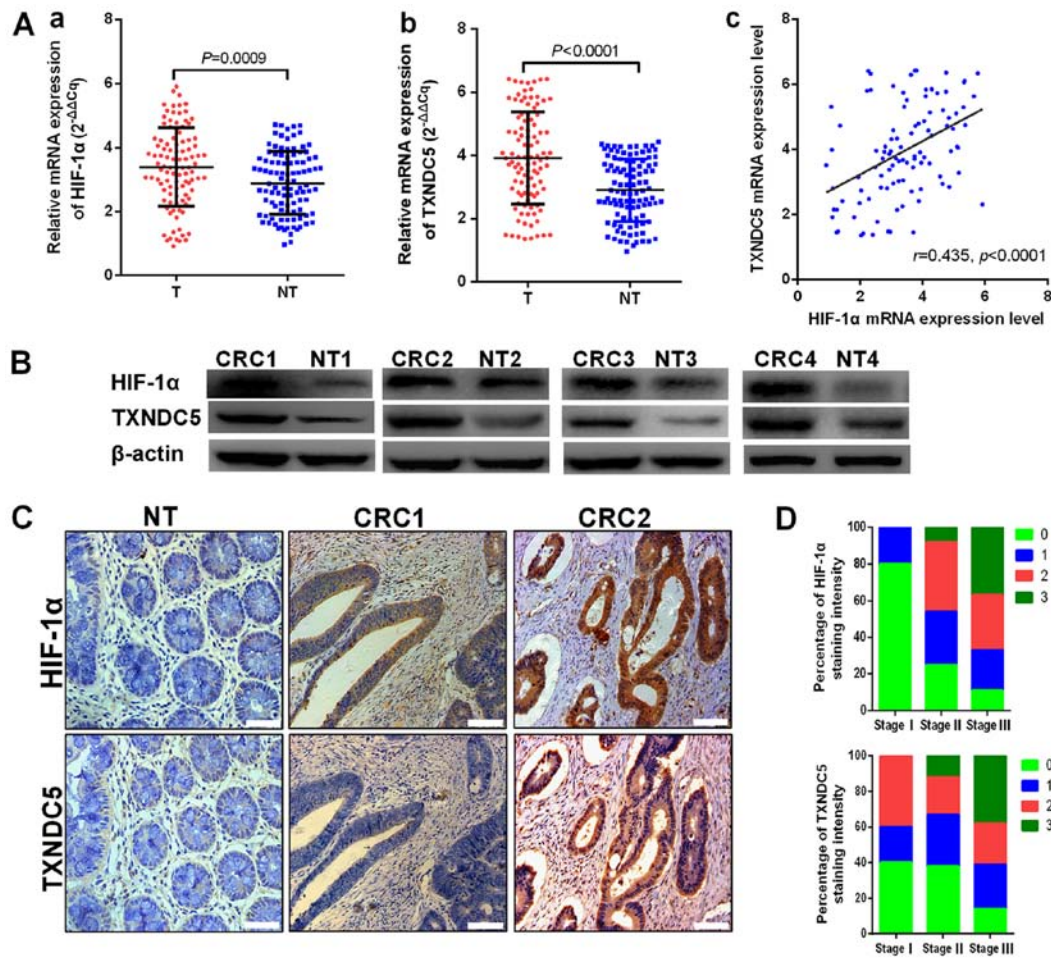 A
a
Relative mRNA expression
of HIF-1α (2^-ΔΔCq)
8
6
4
2
0
P=0.0009
T
NT
b
Relative mRNA expression
of TXNDC5 (2^-ΔΔCq)
8
6
4
2
0
P<0.0001
T
NT
c
TXNDC5 mRNA expression level
8
6
4
2
0
r=0.435, p<0.0001
0 2 4 6 8
HIF-1α mRNA expression level
B
CRC1 NT1 CRC2 NT2 CRC3 NT3 CRC4 NT4
HIF-1α
TXNDC5
β-actin
C
NT CRC1 CRC2
HIF-1α
TXNDC5
D
Percentage of HIF-1α
staining intensity
100
80
60
40
20
0
Stage I Stage II Stage III
0
1
2
3
Percentage of TXNDC5
staining intensity
100
80
60
40
20
0
Stage I Stage II Stage III
0
1
2
3